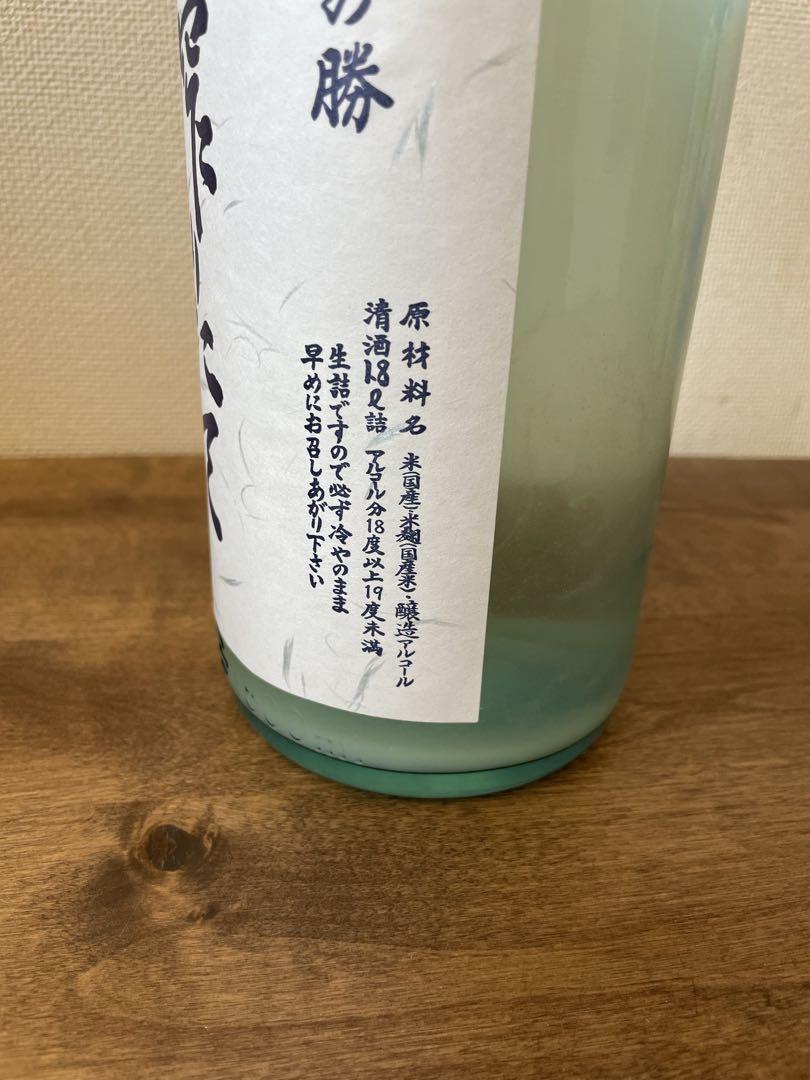 の勝
原材料名 米(国産)・米麹(国産米)・醸造アルコール
清酒 1.8ℓ詰 アルコール分18度以上19度未満
生詰ですので必ず冷やのまま
早めにお召しあがり下さい